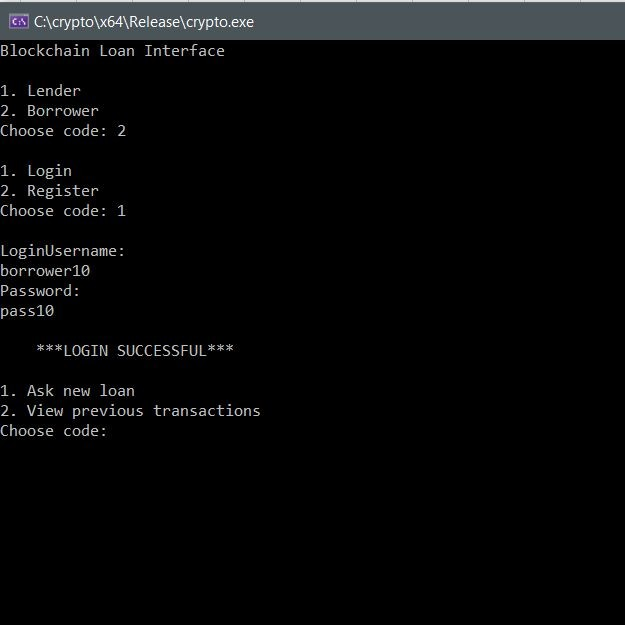 C:\crypto\x64\Release\crypto.exe
Blockchain Loan Interface
1. Lender
2. Borrower
Choose code: 2
1. Login
2. Register
Choose code: 1
LoginUsername:
borrower10
Password:
pass10
***LOGIN SUCCESSFUL***
1. Ask new loan
2. View previous transactions
Choose code: